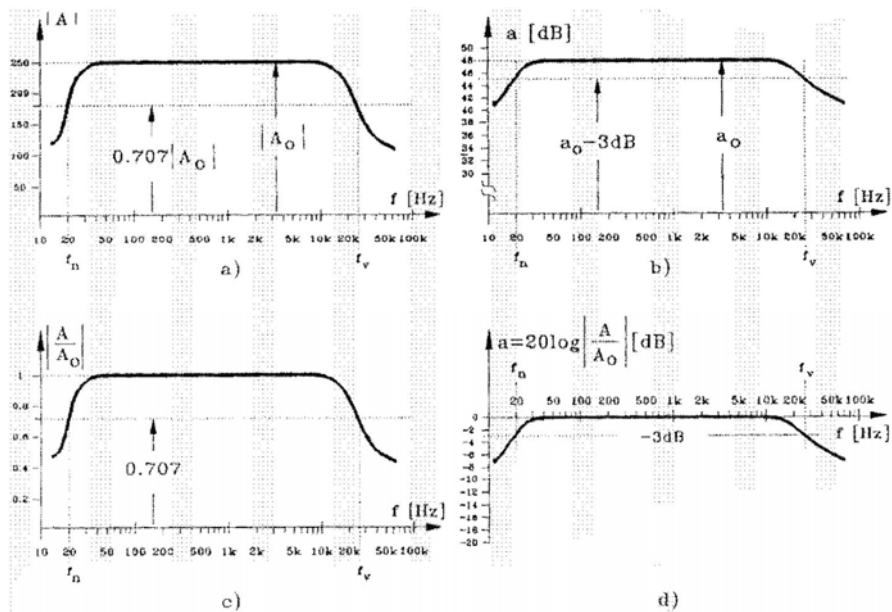 |A|
250
200
150
100
50
0.707|A₀|
|A₀|
f [Hz]
10 20 50 100 200 500 1k 2k 5k 10k 20k 50k 100k
fₙ
fᵥ
a)
a [dB]
50
48
46
44
42
40
38
36
34
32
30
a₀-3dB
a₀
f [Hz]
10 20 50 100 200 500 1k 2k 5k 10k 20k 50k 100k
fₙ
fᵥ
b)
|A/A₀|
1
0.8
0.6
0.4
0.2
0.707
f [Hz]
10 20 50 100 200 500 1k 2k 5k 10k 20k 50k 100k
fₙ
fᵥ
c)
a=20log|A/A₀|[dB]
fₙ
fᵥ
20 50 100 200 500 1k 2k 5k 10k 20k 50k 100k
f [Hz]
0
-2
-4
-6
-8
-10
-12
-14
-16
-18
-20
-3dB
d)